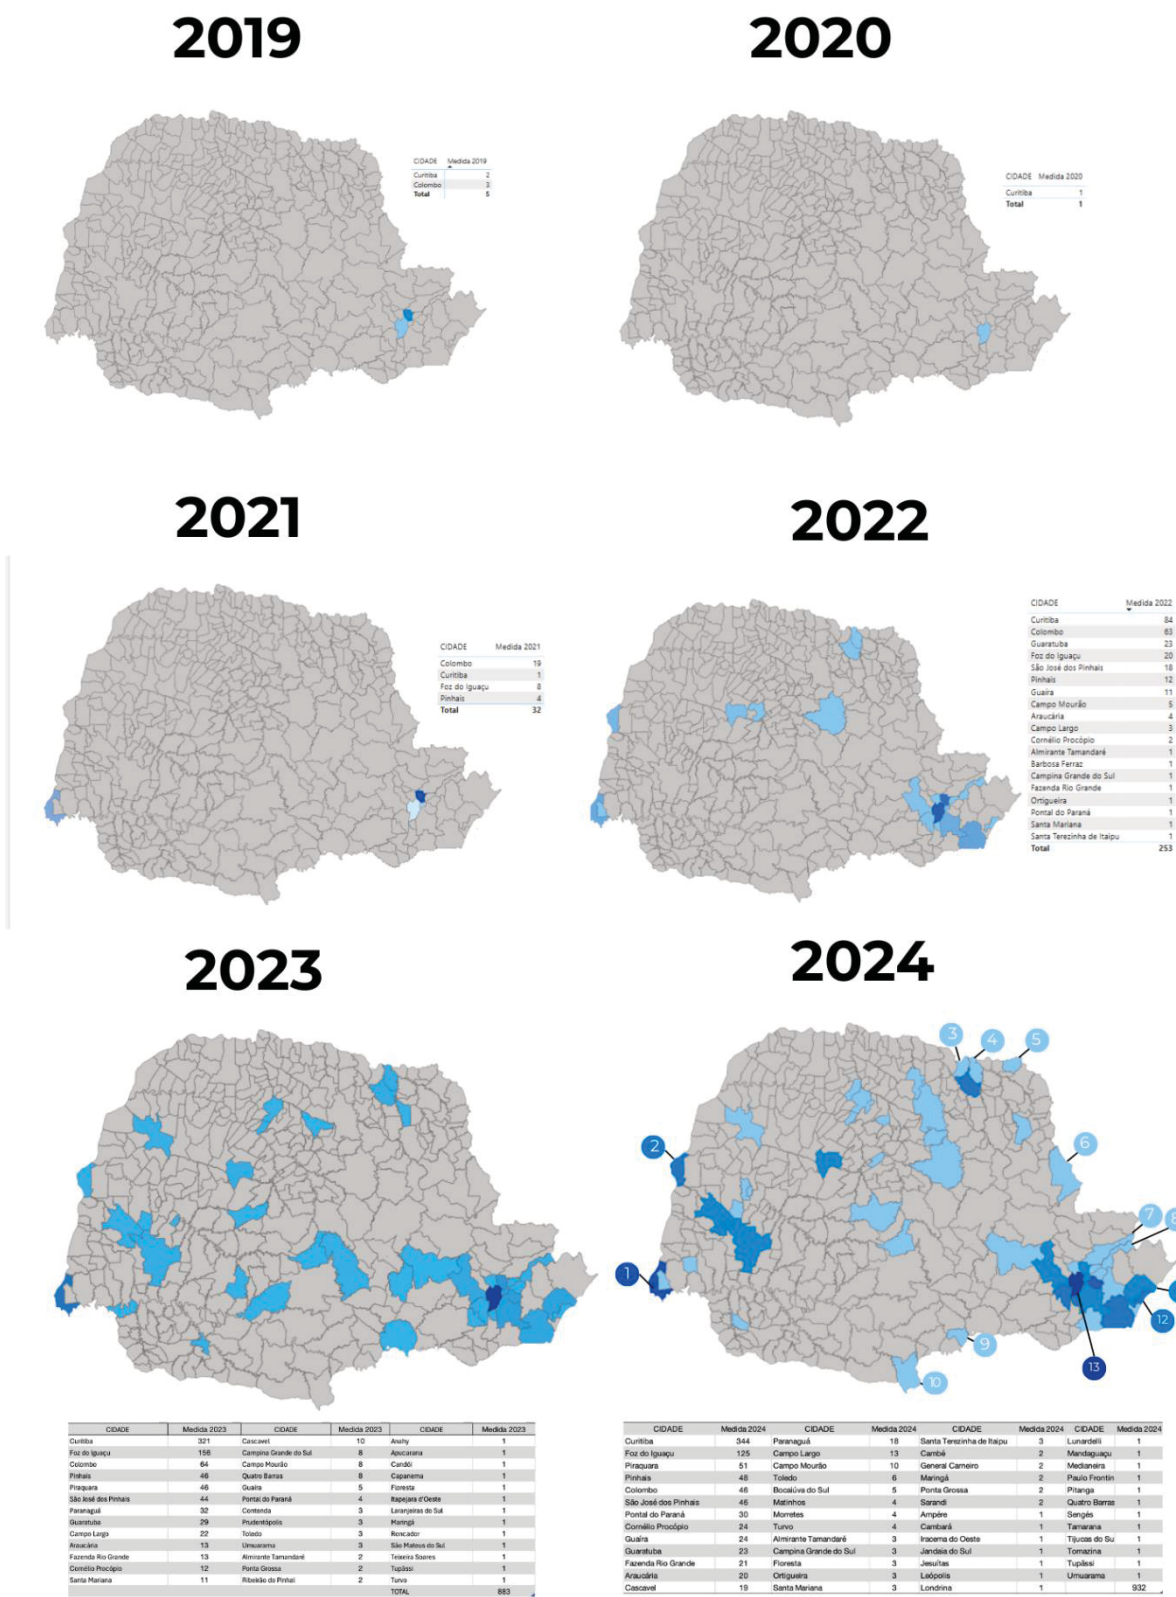 2019
2020
CIDADE Medida 2019
Curitiba 2
Colombo 3
Total 5
CIDADE Medida 2020
Curitiba 1
Total 1
2021
2022
CIDADE Medida 2021
Colombo 19
Curitiba 1
Foz do Iguaçu 8
Pinhais 4
Total 32
CIDADE Medida 2022
Curitiba 84
Colombo 63
Guaratuba 23
Foz do Iguaçu 20
São José dos Pinhais 18
Pinhais 12
Guaíra 11
Campo Mourão 5
Araucária 4
Campo Largo 3
Cornélio Procópio 2
Almirante Tamandaré 1
Barbosa Ferraz 1
Campina Grande do Sul 1
Fazenda Rio Grande 1
Ortigueira 1
Pontal do Paraná 1
Santa Mariana 1
Santa Terezinha de Itaipu 1
Total 253
2023
2024
3
4
5
2
6
7
8
1
12
9
13
10
CIDADE Medida 2023 CIDADE Medida 2023 CIDADE Medida 2023
Curitiba 321 Cascavel 10 Anahy 1
Foz do Iguaçu 156 Campina Grande do Sul 8 Apucarana 1
Colombo 64 Campo Mourão 8 Candói 1
Pinhais 46 Quatro Barras 8 Capanema 1
Piraquara 46 Guaíra 5 Floresta 1
São José dos Pinhais 44 Pontal do Paraná 4 Itapejara d'Oeste 1
Paranaguá 32 Contenda 3 Laranjeiras do Sul 1
Guaratuba 29 Prudentópolis 3 Maringá 1
Campo Largo 22 Toledo 3 Roncador 1
Araucária 13 Umuarama 3 São Mateus do Sul 1
Fazenda Rio Grande 13 Almirante Tamandaré 2 Teixeira Soares 1
Cornélio Procópio 12 Ponta Grossa 2 Tupãssi 1
Santa Mariana 11 Ribeirão do Pinhal 2 Turvo 1
TOTAL 883
CIDADE Medida 2024 CIDADE Medida 2024 CIDADE Medida 2024 CIDADE Medida 2024
Curitiba 344 Paranaguá 18 Santa Terezinha de Itaipu 3 Lunardelli 1
Foz do Iguaçu 125 Campo Largo 13 Cambé 2 Mandaguaçu 1
Piraquara 51 Campo Mourão 10 General Carneiro 2 Medianeira 1
Pinhais 48 Toledo 6 Maringá 2 Paulo Frontin 1
Colombo 46 Bocaiúva do Sul 5 Ponta Grossa 2 Pitanga 1
São José dos Pinhais 46 Matinhos 4 Sarandi 2 Quatro Barras 1
Pontal do Paraná 30 Morretes 4 Ampére 1 Sengés 1
Cornélio Procópio 24 Turvo 4 Cambará 1 Tamarana 1
Guaíra 24 Almirante Tamandaré 3 Iracema do Oeste 1 Tijucas do Su 1
Guaratuba 23 Campina Grande do Sul 3 Jandaia do Sul 1 Tomazina 1
Fazenda Rio Grande 21 Floresta 3 Jesuítas 1 Tupãssi 1
Araucária 20 Ortigueira 3 Leópolis 1 Umuarama 1
Cascavel 19 Santa Mariana 3 Londrina 1 932